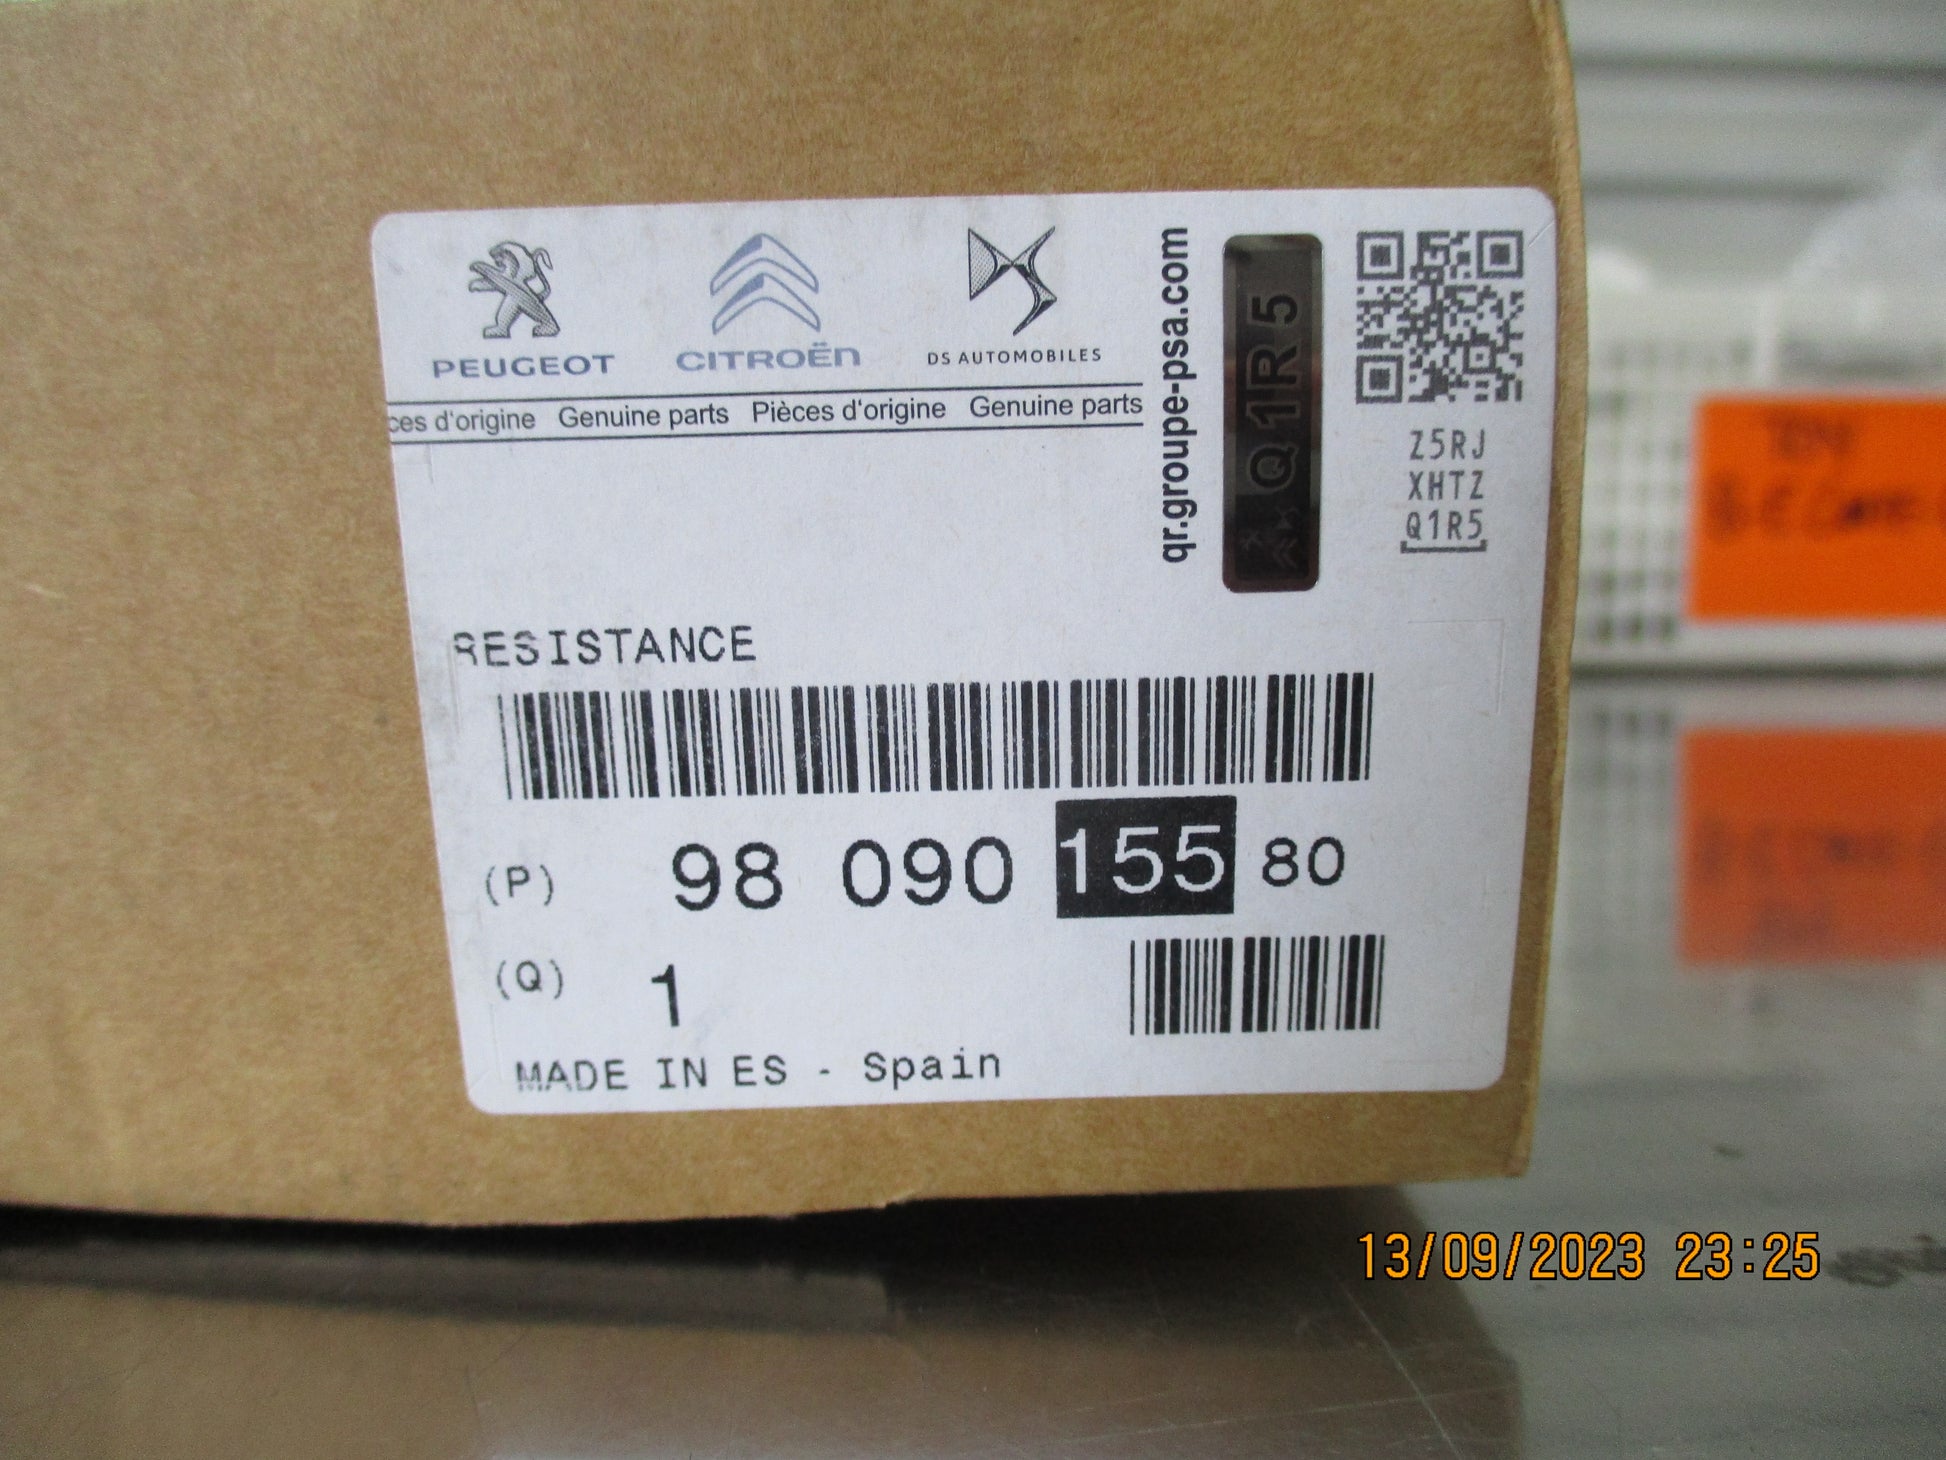 PEUGEOT CITROËN DS AUTOMOBILES
ces d'origine Genuine parts Pièces d'origine Genuine parts
qr.groupe-psa.com
Q1R5
Z5RJ
XHTZ
Q1R5
RESISTANCE
(P) 98 090 155 80
(Q) 1
MADE IN ES - Spain
13/09/2023 23:25